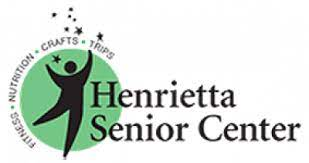 FITNESS • NUTRITION • CRAFTS • TRIPS
Henrietta
Senior Center